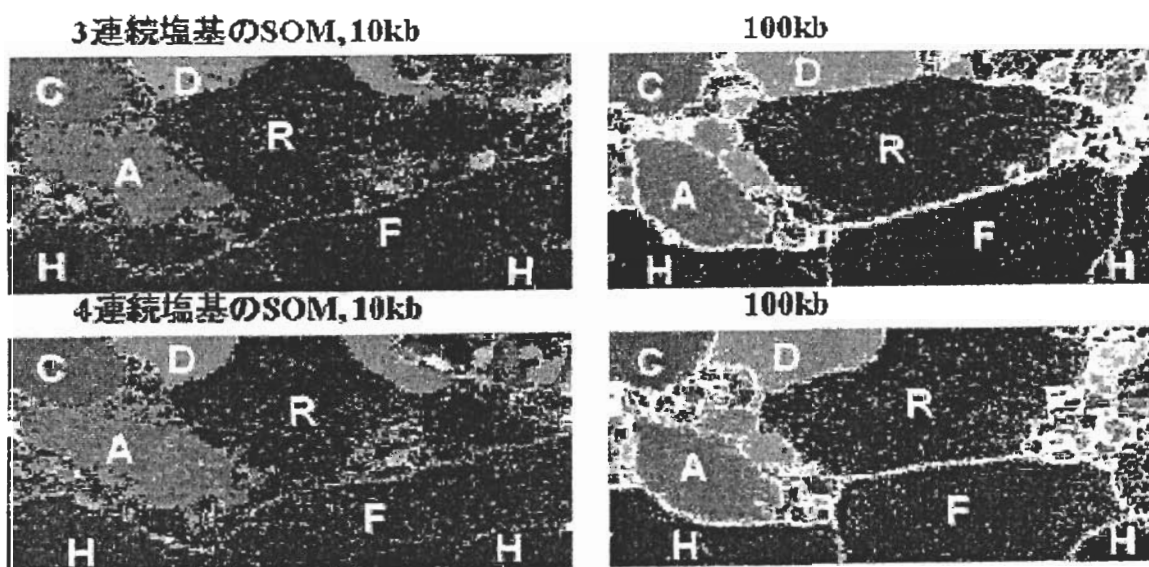 3連続塩基のSOM, 10kb
100kb
C D R A F H H
C D R A F H H
4連続塩基のSOM, 10kb
100kb
C D R A F H H
C D R A F H H